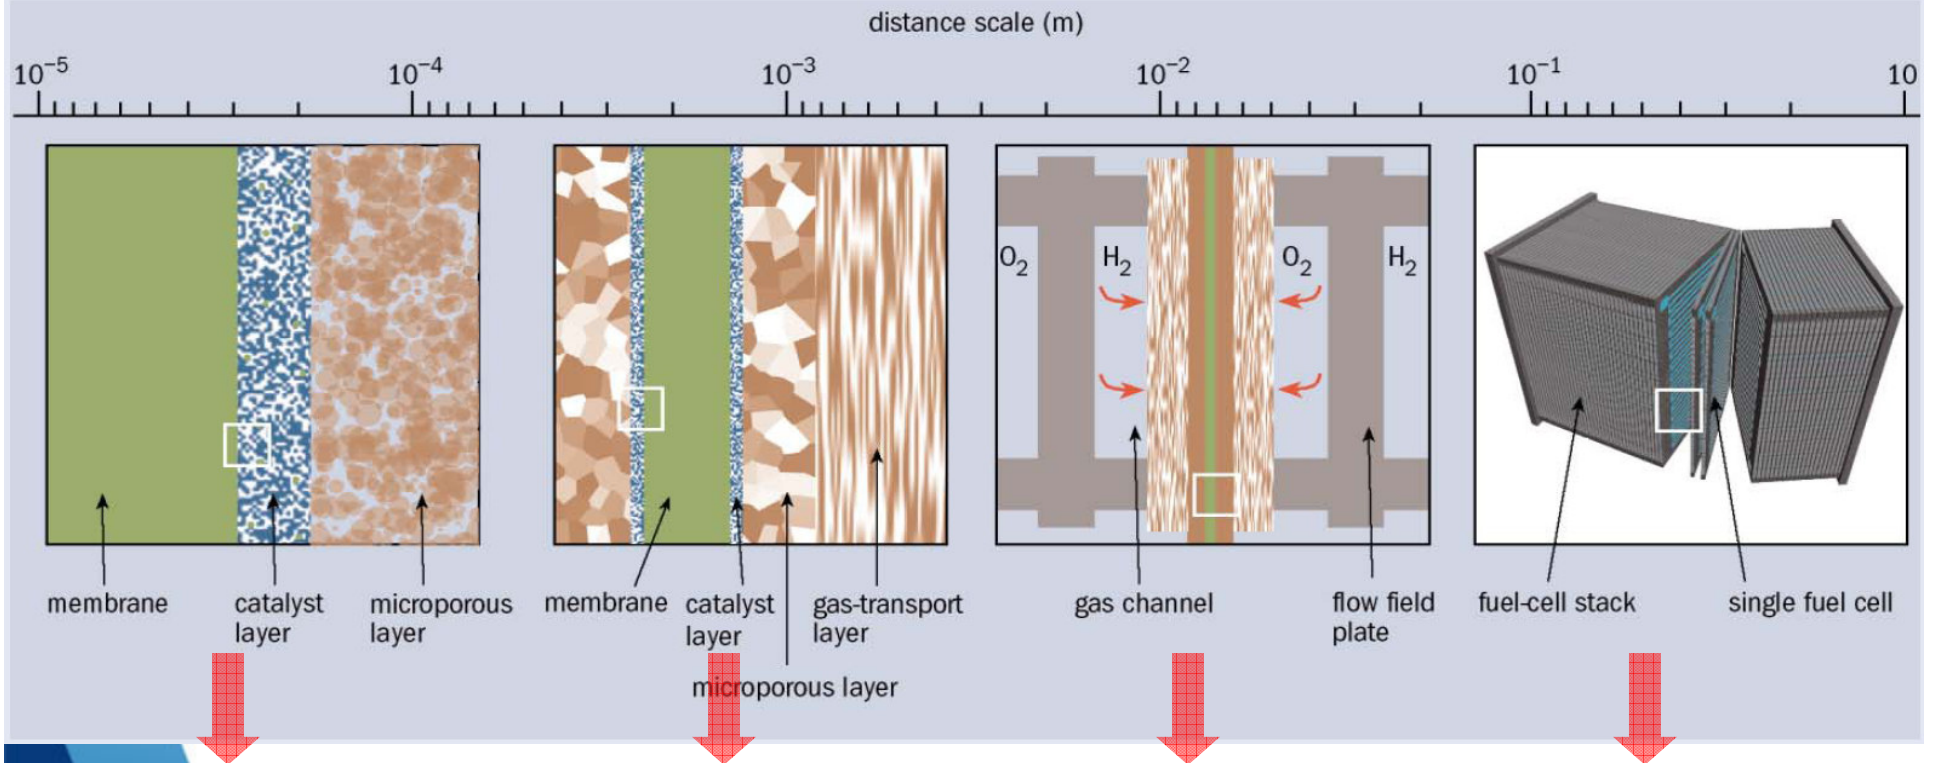 distance scale (m)
10⁻⁵ 10⁻⁴ 10⁻³ 10⁻² 10⁻¹ 10
O₂ H₂ O₂ H₂
membrane
catalyst
layer
microporous
layer
membrane
catalyst
layer
microporous layer
gas-transport
layer
gas channel
flow field
plate
fuel-cell stack
single fuel cell